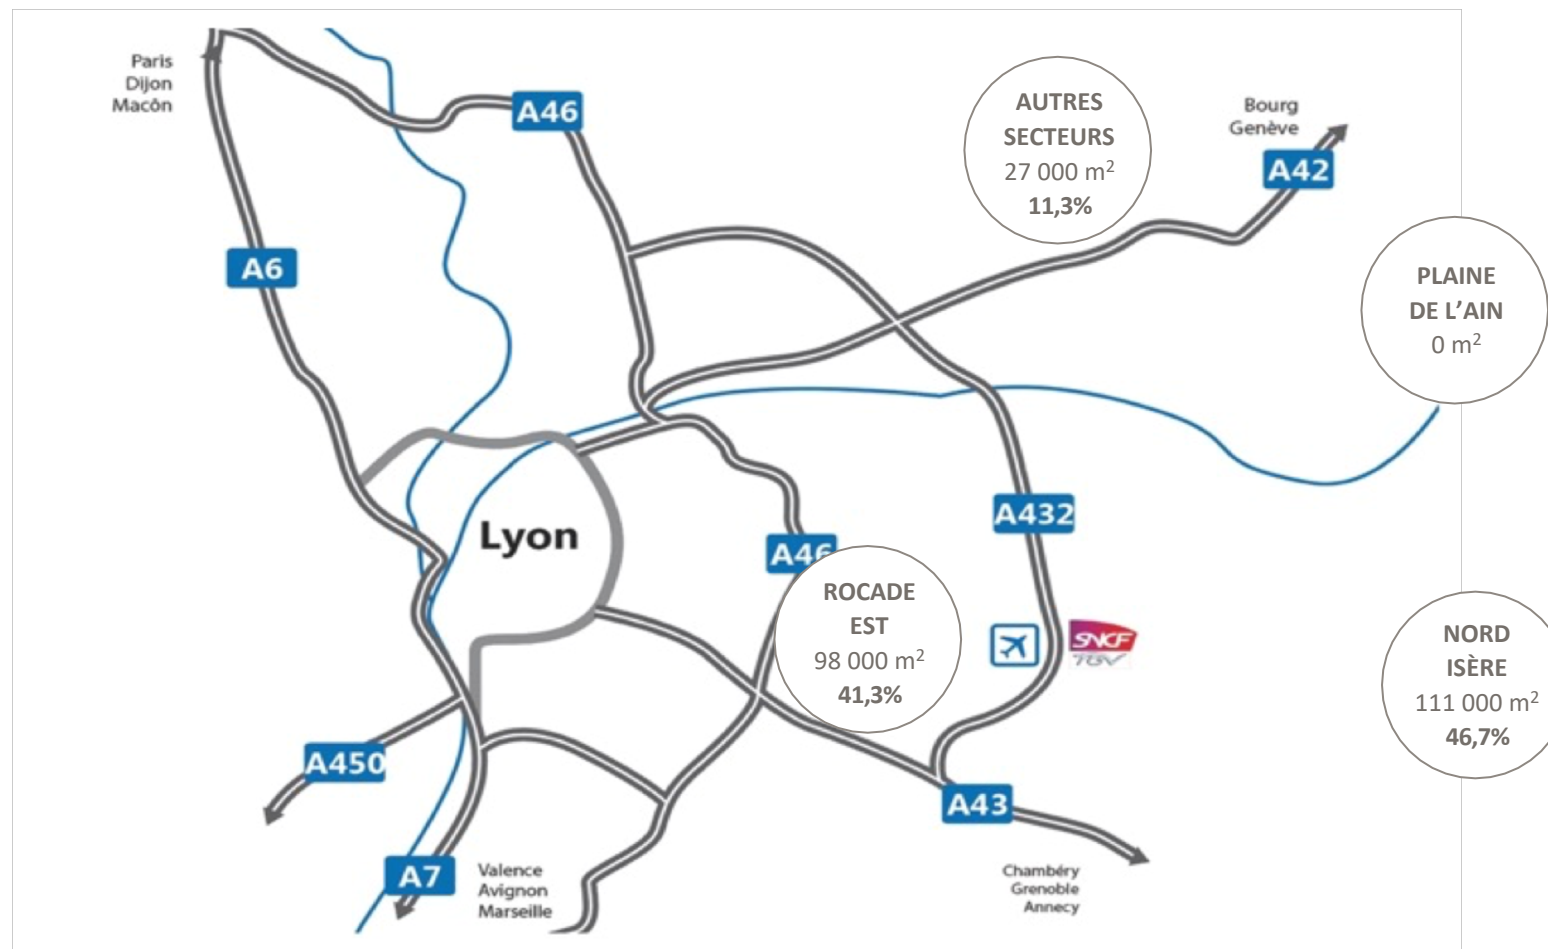 Paris
Dijon
Macôn
A46
AUTRES
SECTEURS
27 000 m²
11,3%
Bourg
Genève
A42
A6
PLAINE
DE L’AIN
0 m²
Lyon
A432
A46
ROCADE
EST
98 000 m²
41,3%
SNCF
TGV
NORD
ISÈRE
111 000 m²
46,7%
A450
A43
A7
Valence
Avignon
Marseille
Chambéry
Grenoble
Annecy